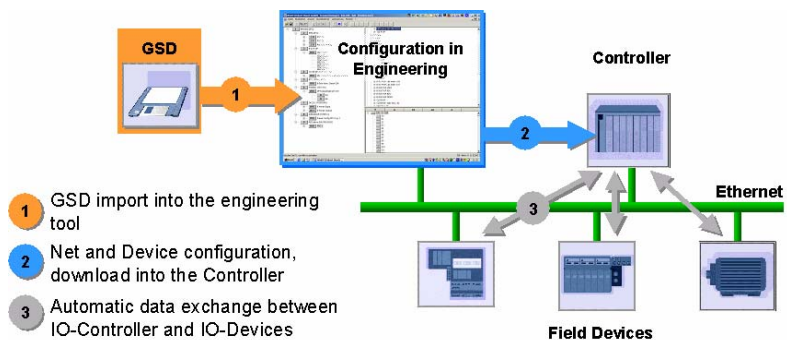 GSD
Configuration in
Engineering
Controller
1
2
Ethernet
3
1 GSD import into the engineering
tool
2 Net and Device configuration,
download into the Controller
3 Automatic data exchange between
IO-Controller and IO-Devices
Field Devices